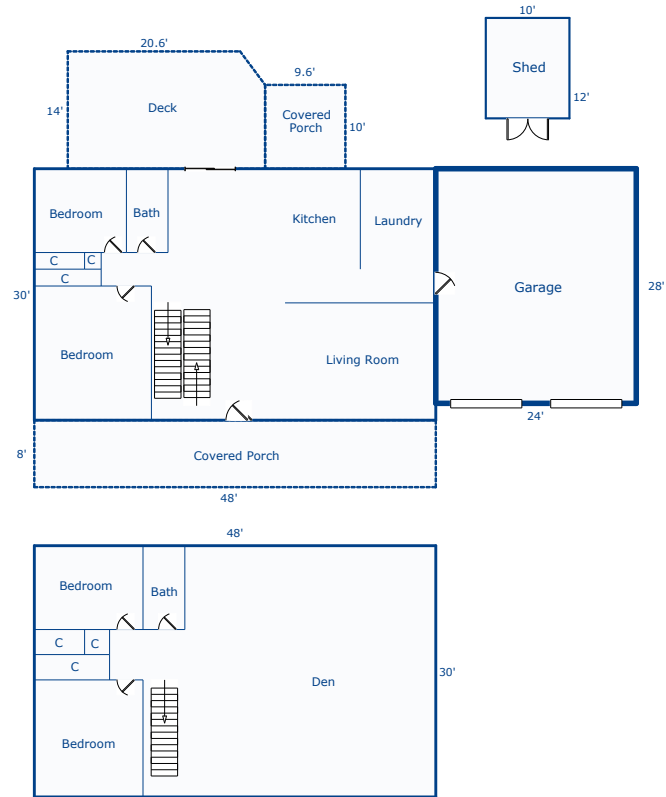 10'
20.6'
Shed
9.6'
12'
14'
Deck
Covered
Porch
10'
Bedroom
Bath
Kitchen
Laundry
C
C
C
30'
Garage
28'
Bedroom
Living Room
24'
8'
Covered Porch
48'
48'
Bedroom
Bath
C
C
C
30'
Den
Bedroom